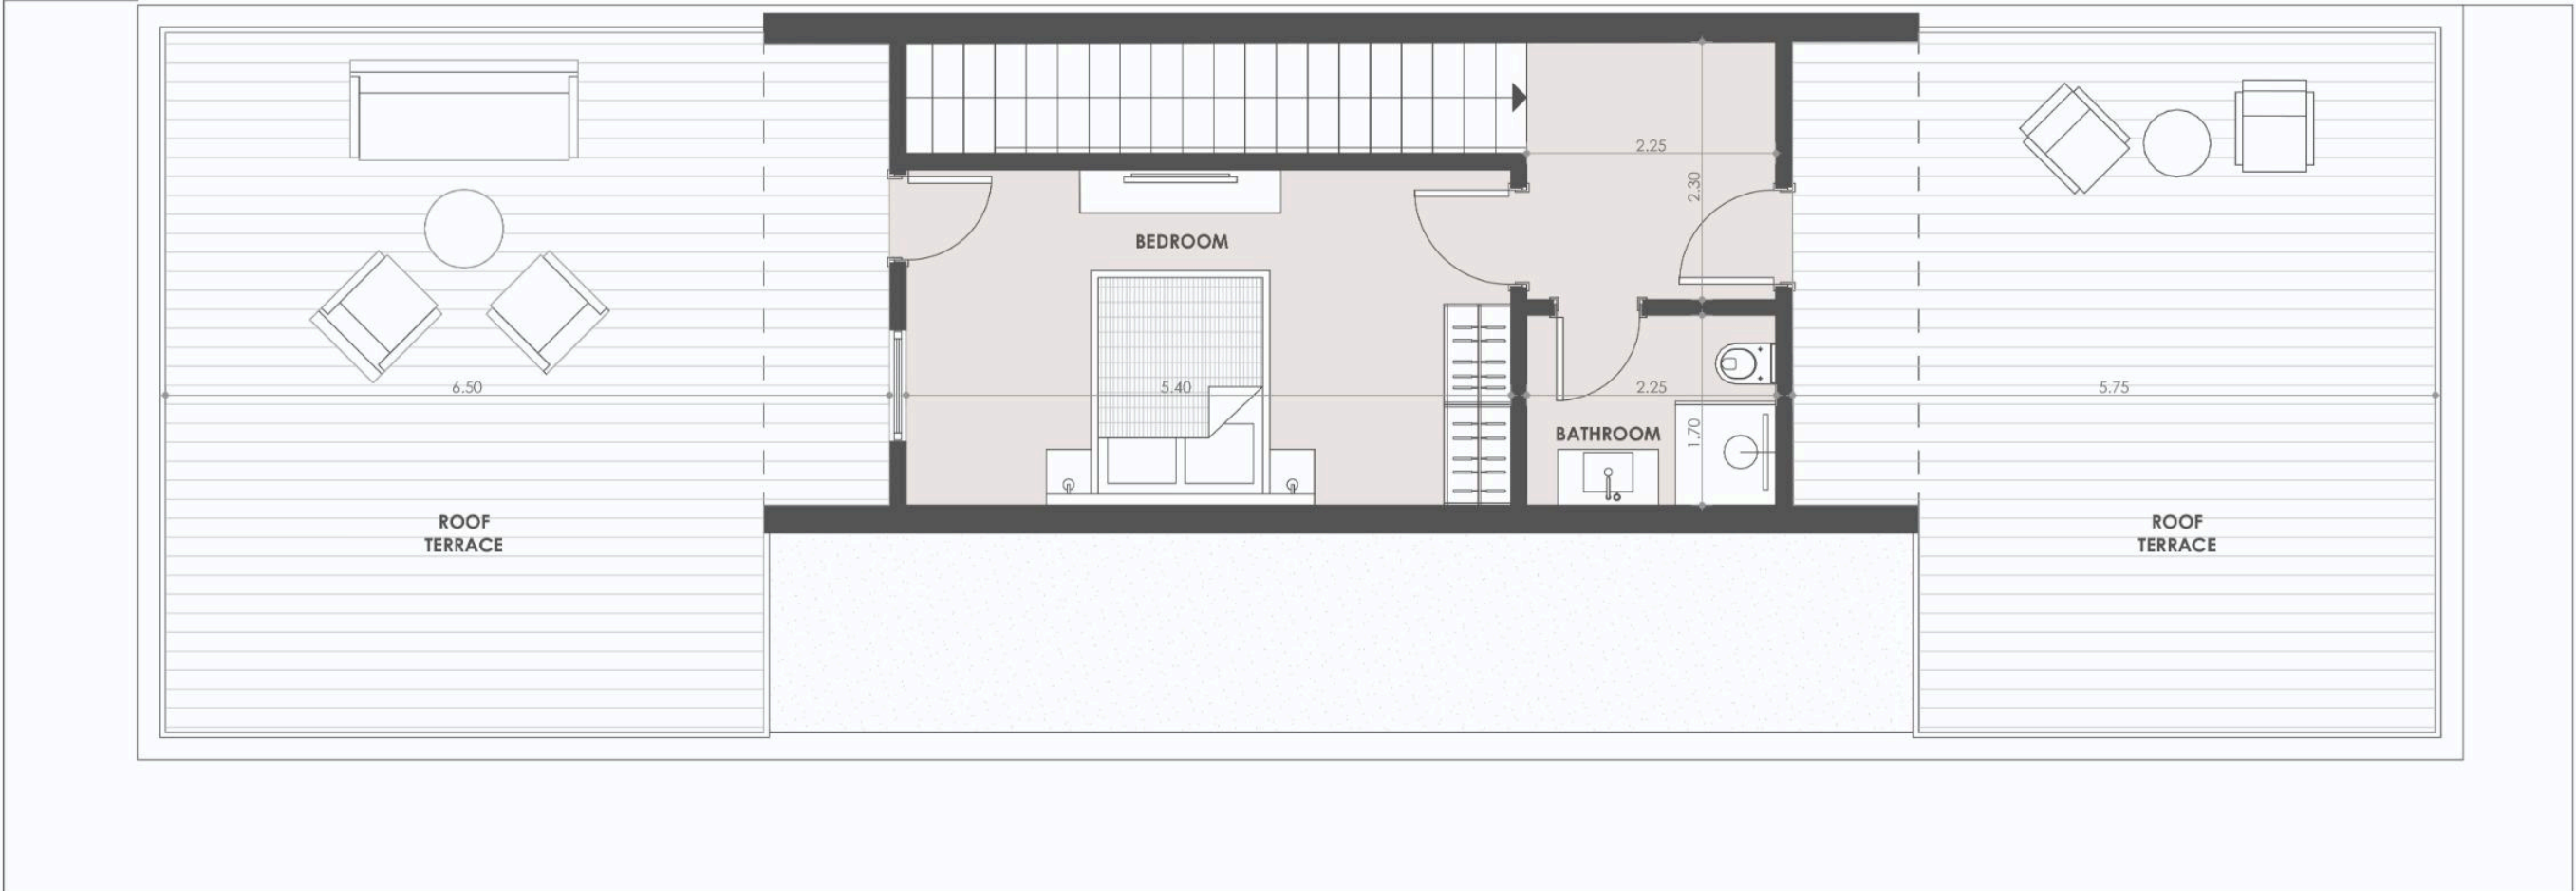 2.25
2.30
BEDROOM
6.50
5.40
2.25
5.75
BATHROOM
1.70
ROOF
TERRACE
ROOF
TERRACE